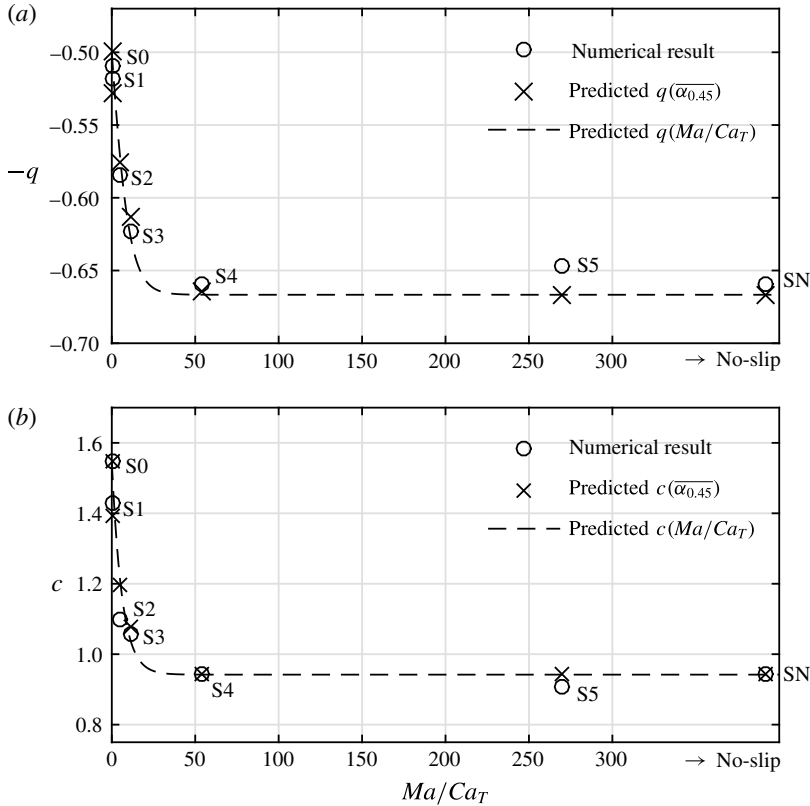 (a)
−0.50
−0.55
−0.60
−0.65
−0.70
−q
S0
S1
S2
S3
S4
S5
SN
Numerical result
Predicted q(α0.45)
Predicted q(Ma/CaT)
0 50 100 150 200 250 300 → No-slip
(b)
1.6
1.4
1.2
1.0
0.8
c
S0
S1
S2
S3
S4
S5
SN
Numerical result
Predicted c(α0.45)
Predicted c(Ma/CaT)
0 50 100 150 200 250 300 → No-slip
Ma/CaT